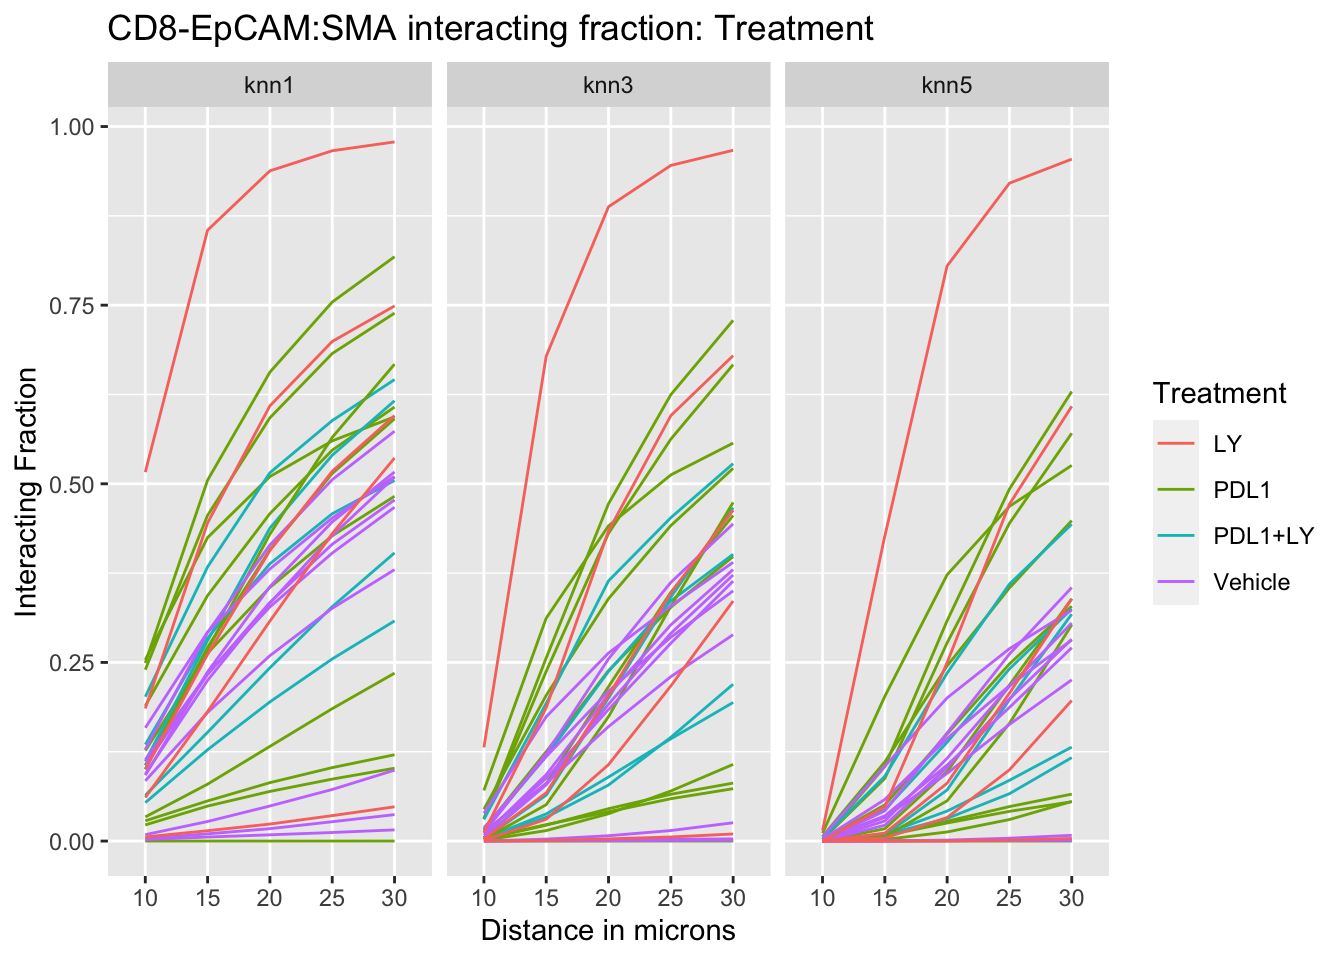 CD8-EpCAM:SMA interacting fraction: Treatment
knn1 knn3 knn5
1.00
0.75
0.50
0.25
0.00
Interacting Fraction
10 15 20 25 30 10 15 20 25 30 10 15 20 25 30
Distance in microns
Treatment
LY
PDL1
PDL1+LY
Vehicle